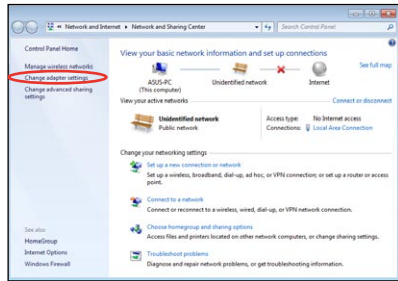 « Network and Internet ▸ Network and Sharing Center
Search Control Panel
Control Panel Home
Manage wireless networks
Change adapter settings
Change advanced sharing
settings
See also
HomeGroup
Internet Options
Windows Firewall
View your basic network information and set up connections
See full map
ASUS-PC
(This computer)
Unidentified network
Internet
View your active networks
Connect or disconnect
Unidentified network
Public network
Access type: No Internet access
Connections: Local Area Connection
Change your networking settings
Set up a new connection or network
Set up a wireless, broadband, dial-up, ad hoc, or VPN connection; or set up a router or access
point.
Connect to a network
Connect or reconnect to a wireless, wired, dial-up, or VPN network connection.
Choose homegroup and sharing options
Access files and printers located on other network computers, or change sharing settings.
Troubleshoot problems
Diagnose and repair network problems, or get troubleshooting information.